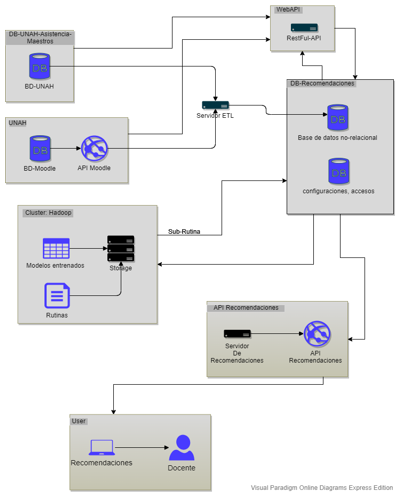 WebAPI
RestFul-API
DB-UNAH-Asistencia-
Maestros
DB
BD-UNAH
DB-Recomendaciones
DB
Base de datos no-relacional
DB
configuraciones, accesos
Servidor ETL
UNAH
DB
BD-Moodle
API Moodle
Cluster: Hadoop
Modelos entrenados
Storage
Rutinas
Sub-Rutina
API Recomendaciones
Servidor
De
Recomendaciones
API
Recomendaciones
User
Recomendaciones
Docente
Visual Paradigm Online Diagrams Express Edition